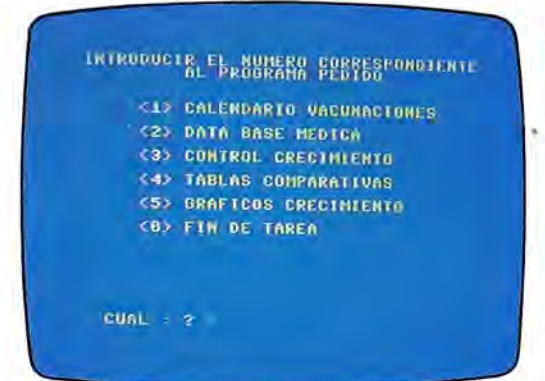 INTRODUCIR EL NUMERO CORRESPONDIENTE
AL PROGRAMA PEDIDO
<1> CALENDARIO VACUNACIONES
<2> DATA BASE MEDICA
<3> CONTROL CRECIMIENTO
<4> TABLAS COMPARATIVAS
<5> GRAFICOS CRECIMIENTO
<0> FIN DE TAREA
CUAL : ?